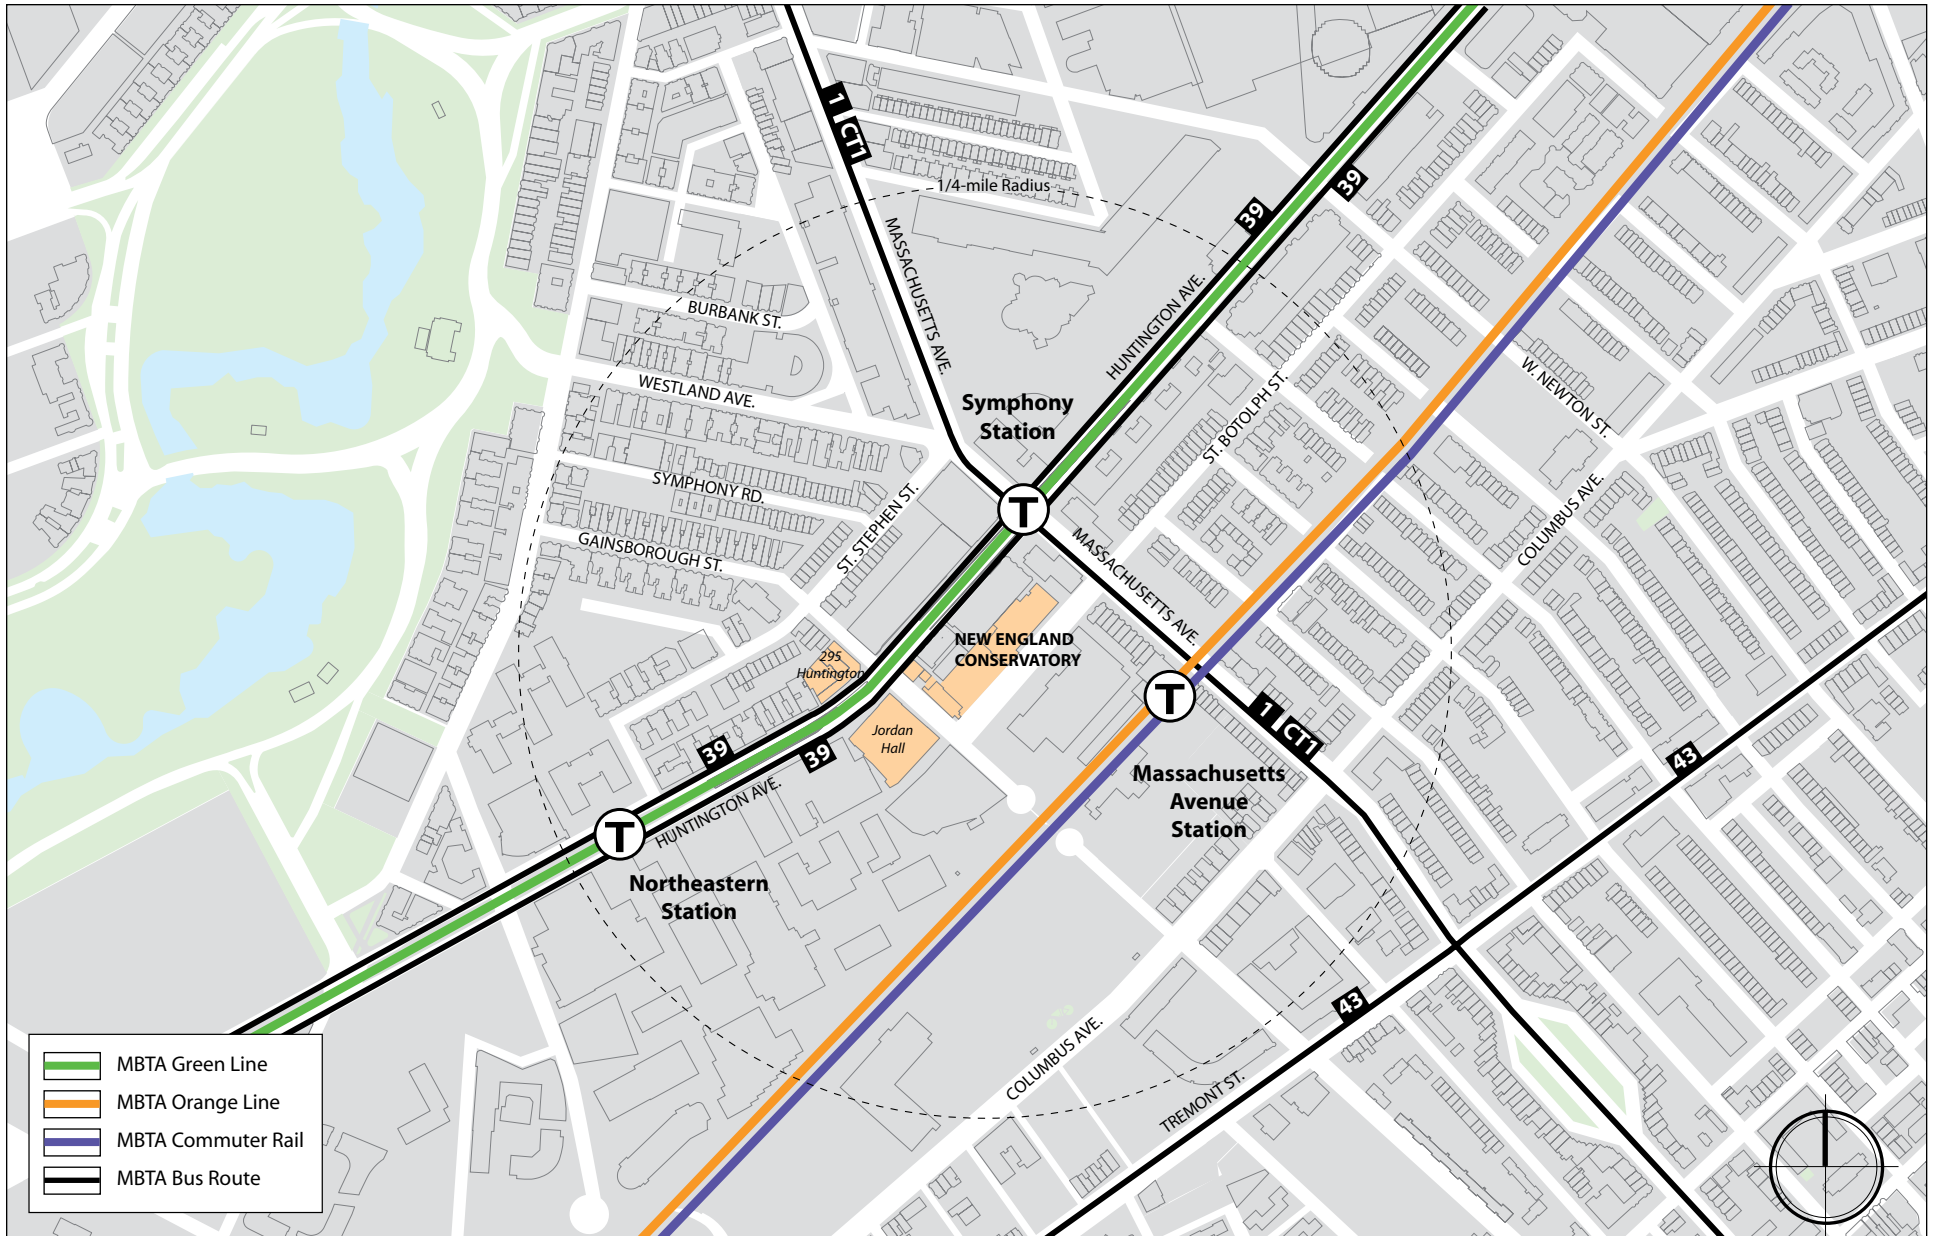 1
CT1
1/4-mile Radius
39
39
MASSACHUSETTS AVE.
HUNTINGTON AVE.
BURBANK ST.
WESTLAND AVE.
W. NEWTON ST.
ST. BOTOLPH ST.
Symphony
Station
SYMPHONY RD.
ST. STEPHEN ST.
COLUMBUS AVE.
T
GAINSBOROUGH ST.
MASSACHUSETTS AVE.
NEW ENGLAND
CONSERVATORY
295
Huntington
T
1
CT1
Jordan
Hall
39
39
43
HUNTINGTON AVE.
Massachusetts
Avenue
Station
T
Northeastern
Station
43
COLUMBUS AVE.
TREMONT ST.
MBTA Green Line
MBTA Orange Line
MBTA Commuter Rail
MBTA Bus Route